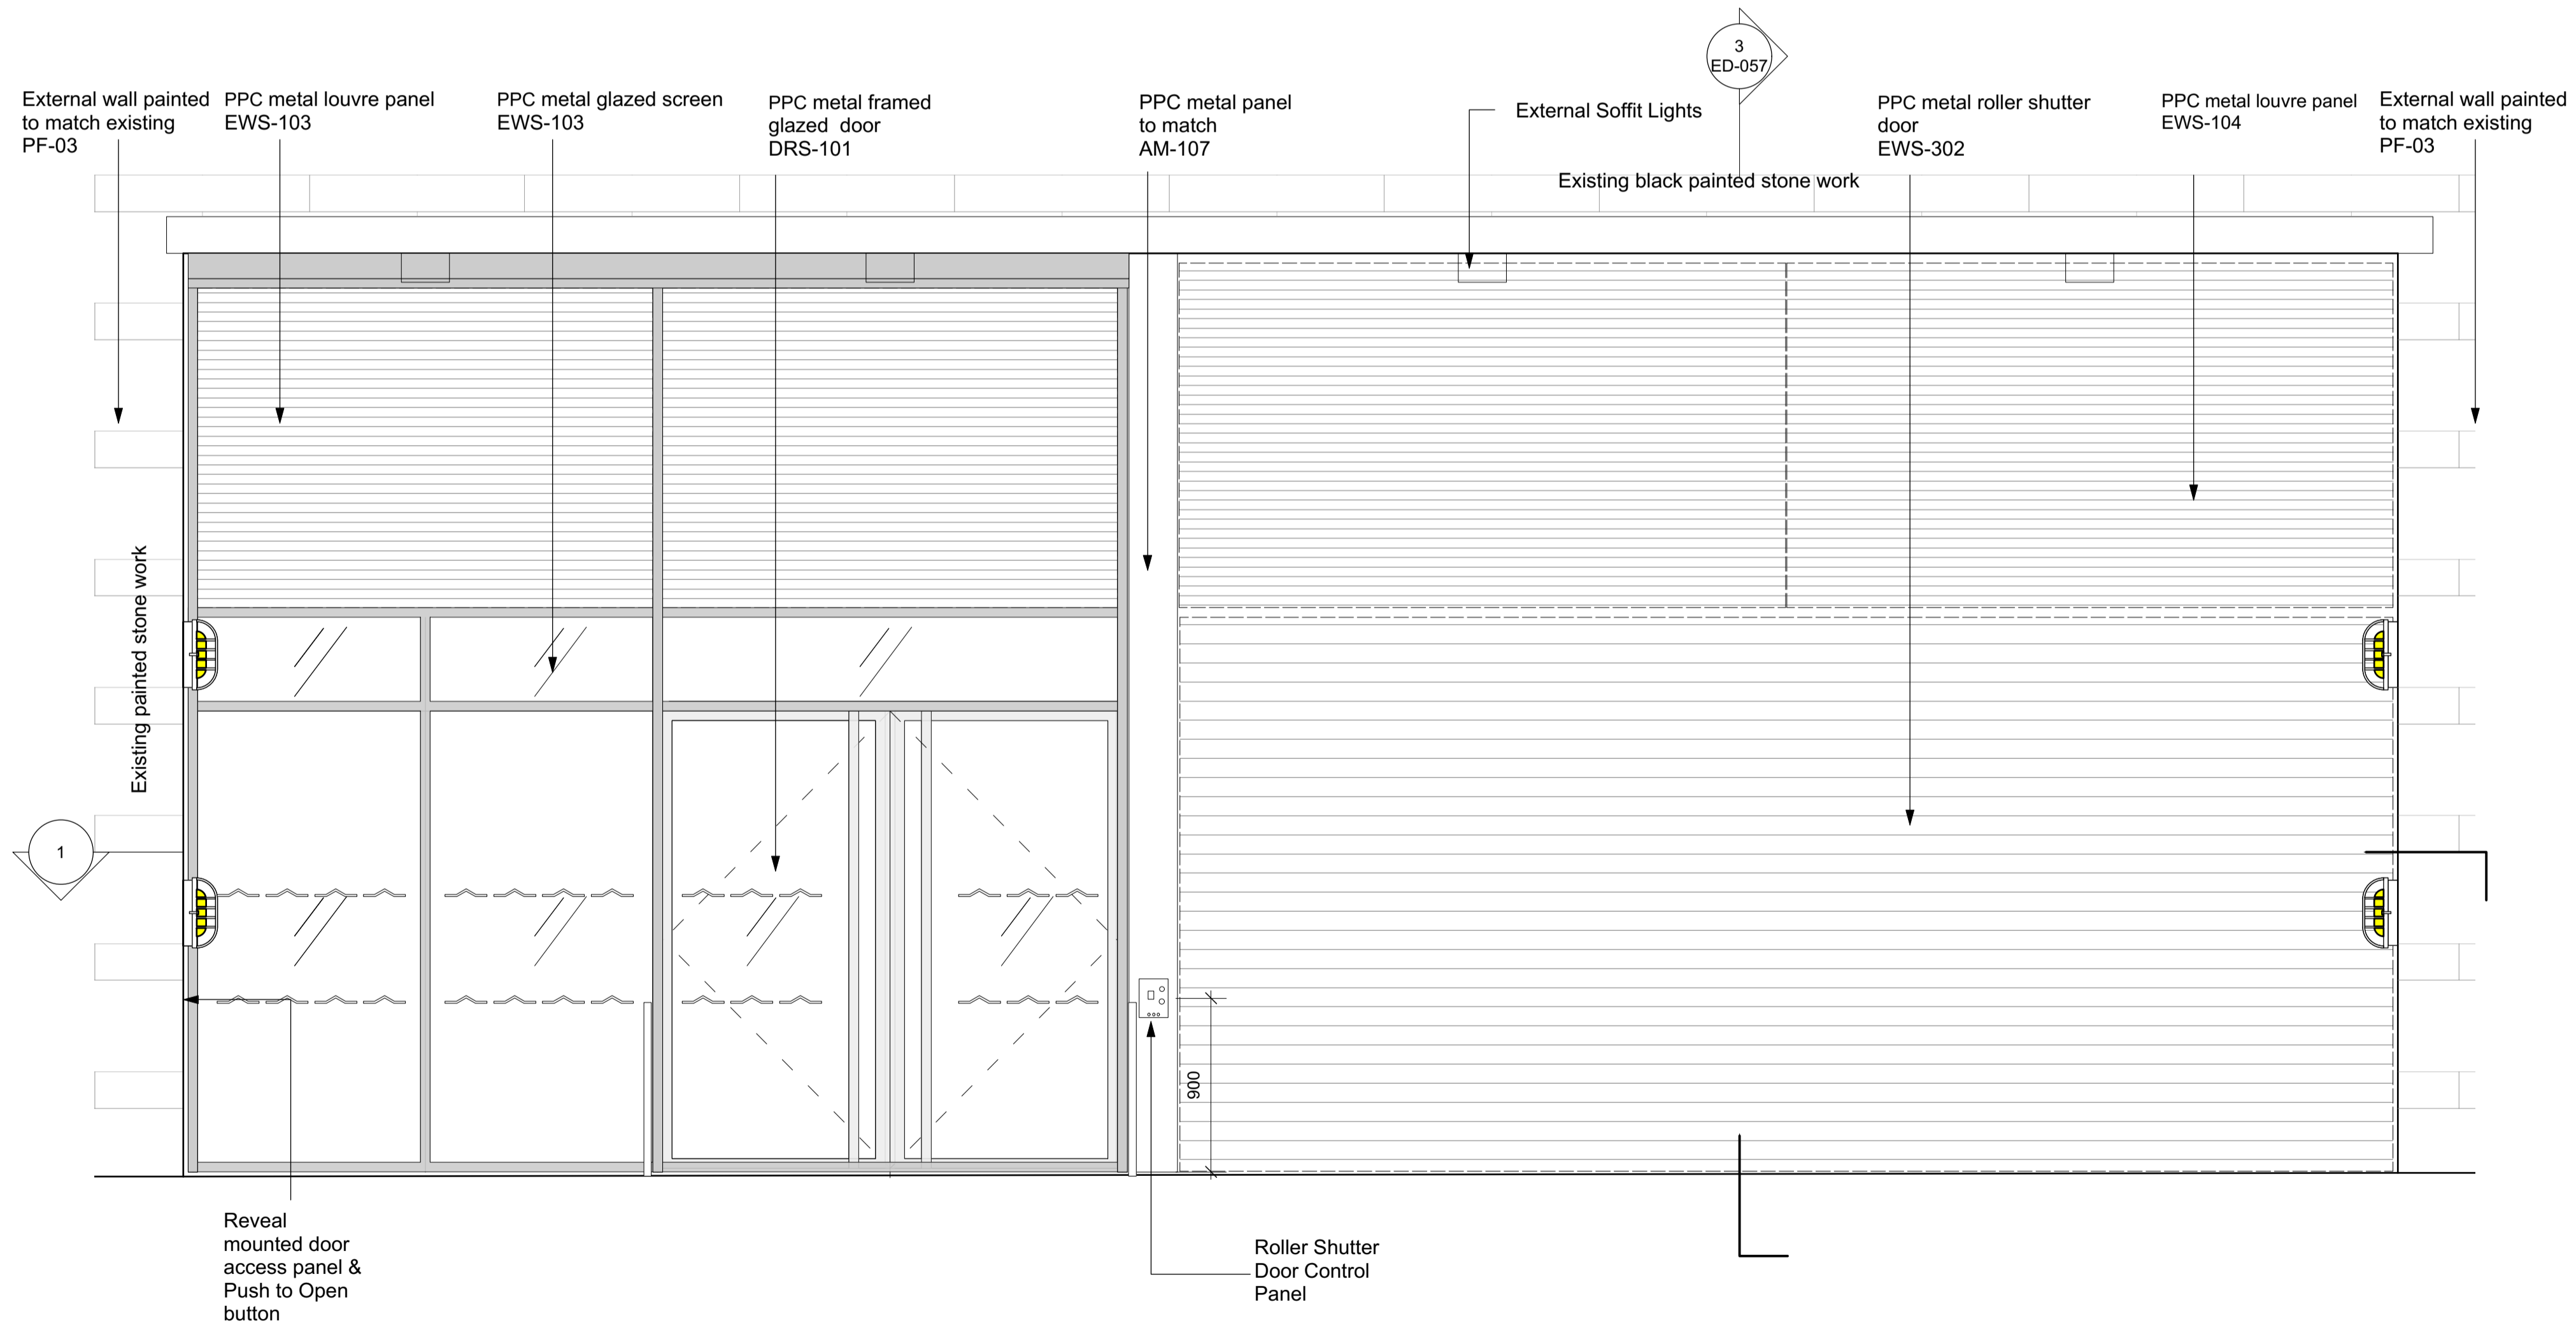 3
ED-057
External wall painted
to match existing
PF-03
PPC metal louvre panel
EWS-103
PPC metal glazed screen
EWS-103
PPC metal framed
glazed door
DRS-101
PPC metal panel
to match
AM-107
External Soffit Lights
PPC metal roller shutter
door
EWS-302
PPC metal louvre panel
EWS-104
External wall painted
to match existing
PF-03
Existing black painted stone work
Existing painted stone work
1
900
Reveal
mounted door
access panel &
Push to Open
button
Roller Shutter
Door Control
Panel